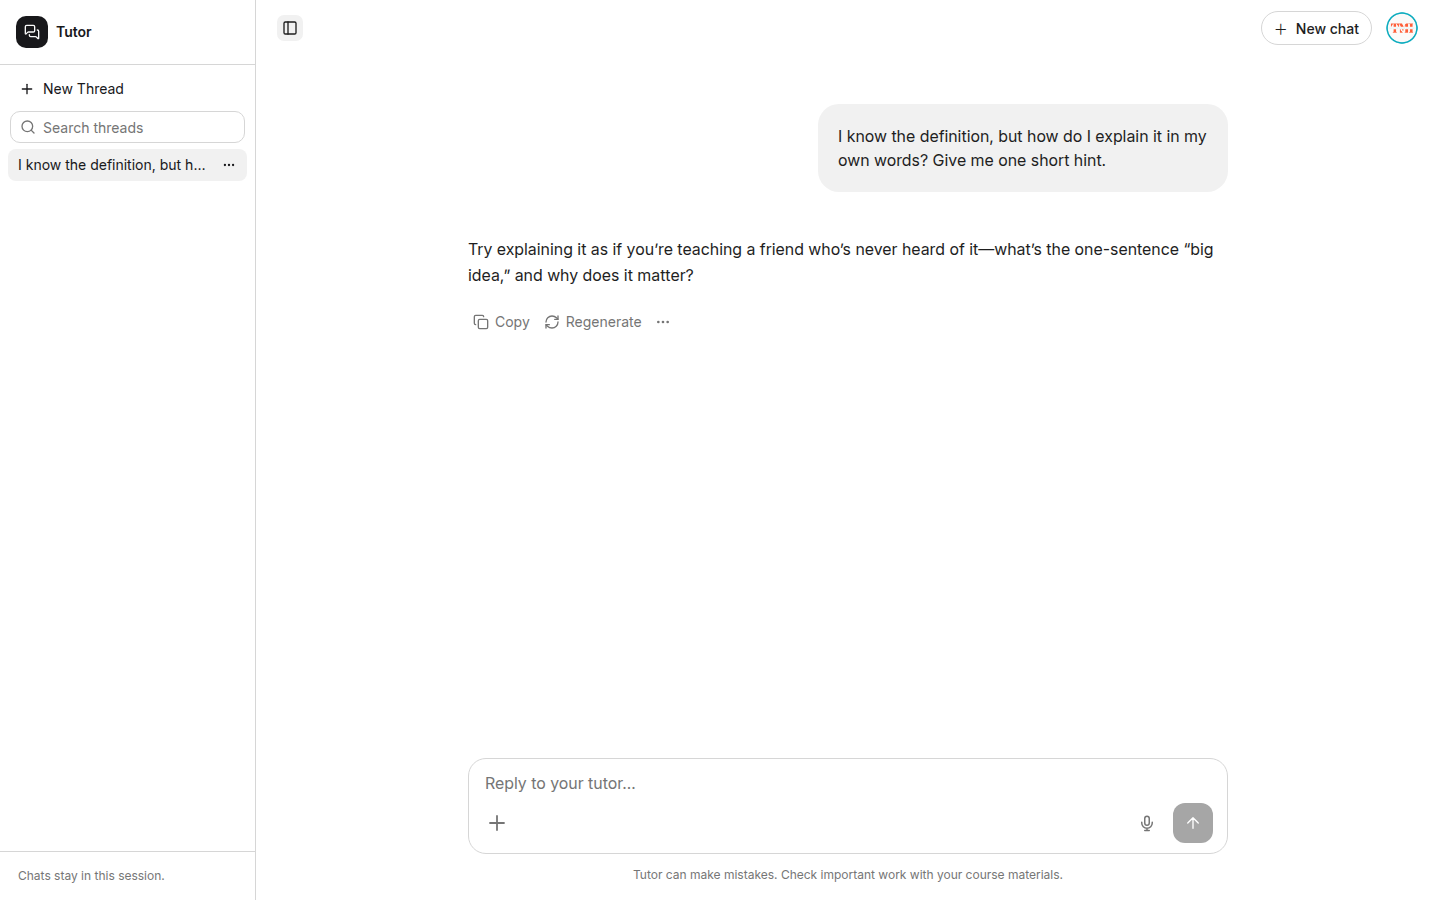 Tutor
New Thread
Search threads
I know the definition, but h...
Chats stay in this session.
New chat
I know the definition, but how do I explain it in my
own words? Give me one short hint.
Try explaining it as if you’re teaching a friend who’s never heard of it—what’s the one-sentence “big
idea,” and why does it matter?
Copy
Regenerate
Reply to your tutor...
Tutor can make mistakes. Check important work with your course materials.